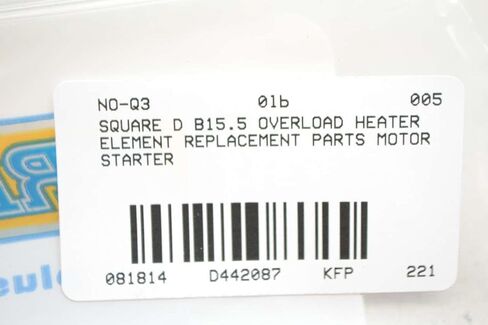 NO-Q3 01b 005
SQUARE D B15.5 OVERLOAD HEATER
ELEMENT REPLACEMENT PARTS MOTOR
STARTER
081814 D442087 KFP 221